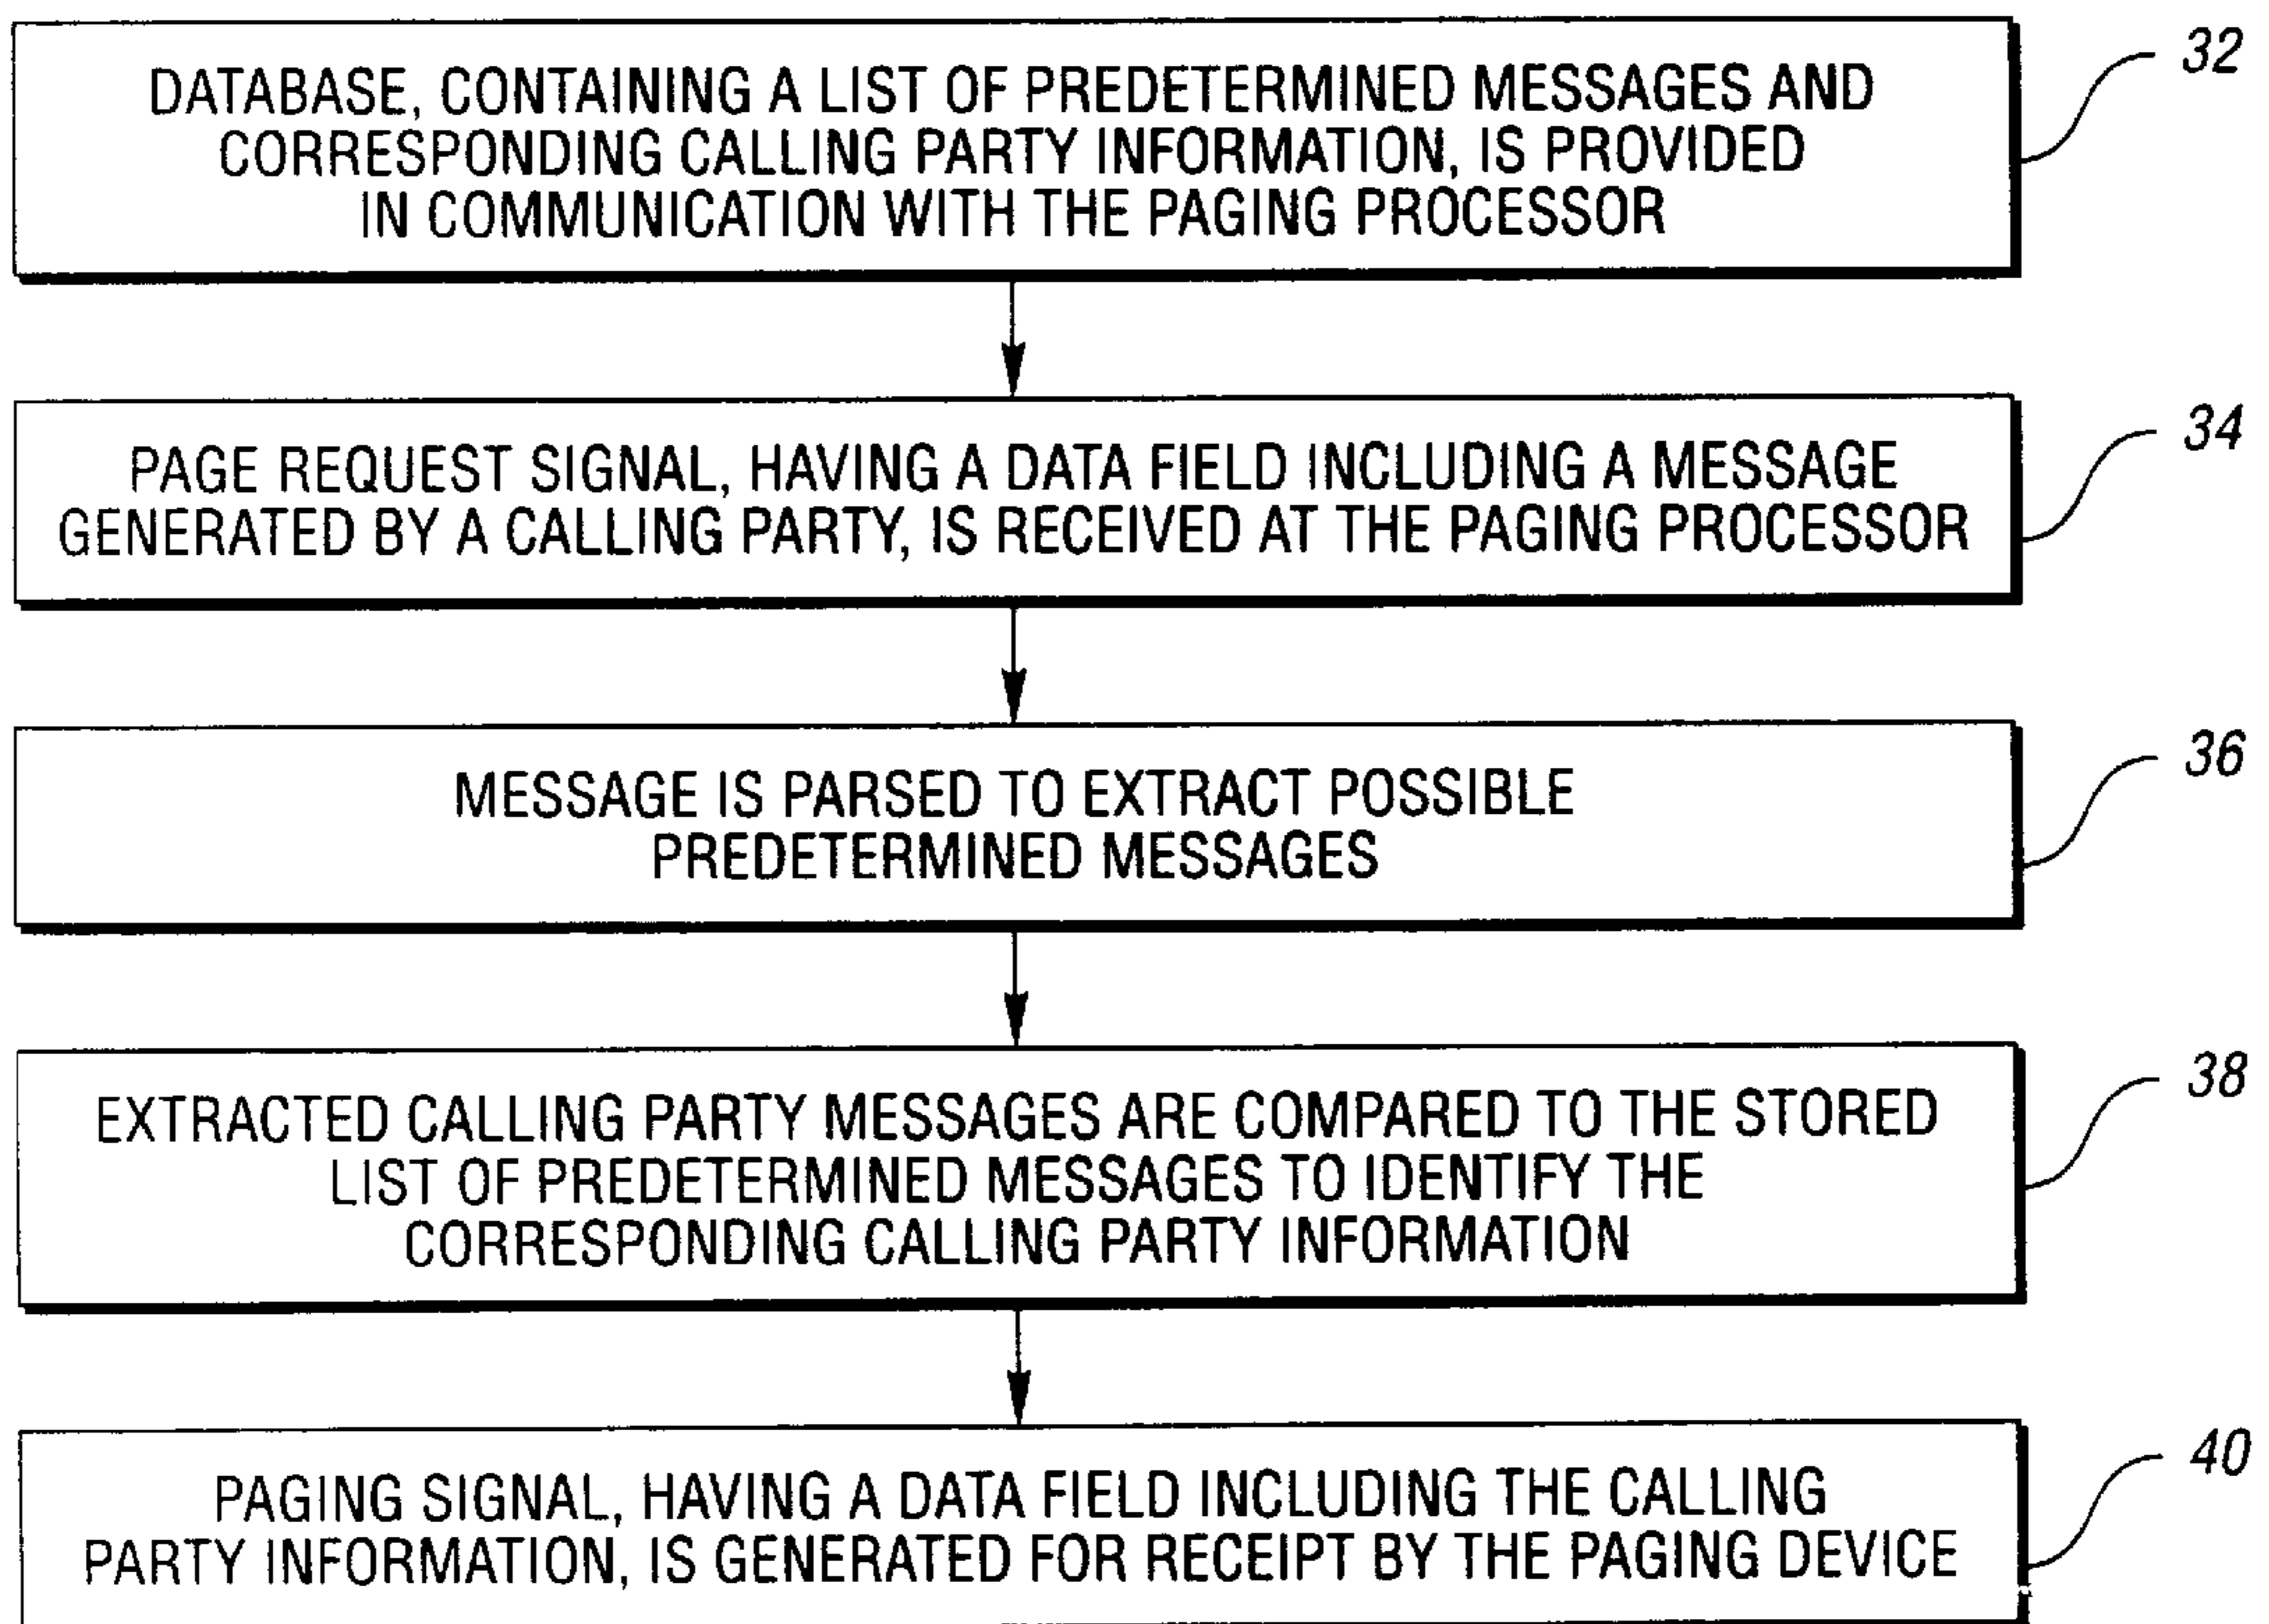 DATABASE, CONTAINING A LIST OF PREDETERMINED MESSAGES AND
CORRESPONDING CALLING PARTY INFORMATION, IS PROVIDED
IN COMMUNICATION WITH THE PAGING PROCESSOR
32
PAGE REQUEST SIGNAL, HAVING A DATA FIELD INCLUDING A MESSAGE
GENERATED BY A CALLING PARTY, IS RECEIVED AT THE PAGING PROCESSOR
34
MESSAGE IS PARSED TO EXTRACT POSSIBLE
PREDETERMINED MESSAGES
36
EXTRACTED CALLING PARTY MESSAGES ARE COMPARED TO THE STORED
LIST OF PREDETERMINED MESSAGES TO IDENTIFY THE
CORRESPONDING CALLING PARTY INFORMATION
38
PAGING SIGNAL, HAVING A DATA FIELD INCLUDING THE CALLING
PARTY INFORMATION, IS GENERATED FOR RECEIPT BY THE PAGING DEVICE
40